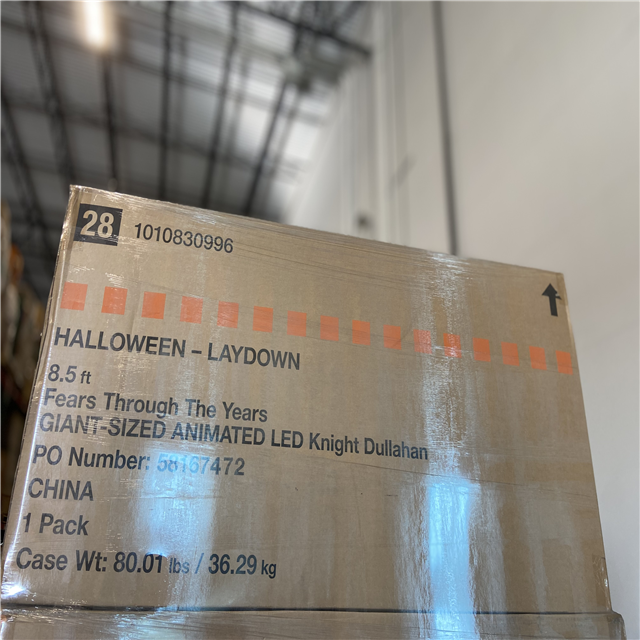 28
1010830996
HALLOWEEN – LAYDOWN
8.5 ft
Fears Through The Years
GIANT-SIZED ANIMATED LED Knight Dullahan
PO Number: 58167472
CHINA
1 Pack
Case Wt: 80.01 lbs / 36.29 kg